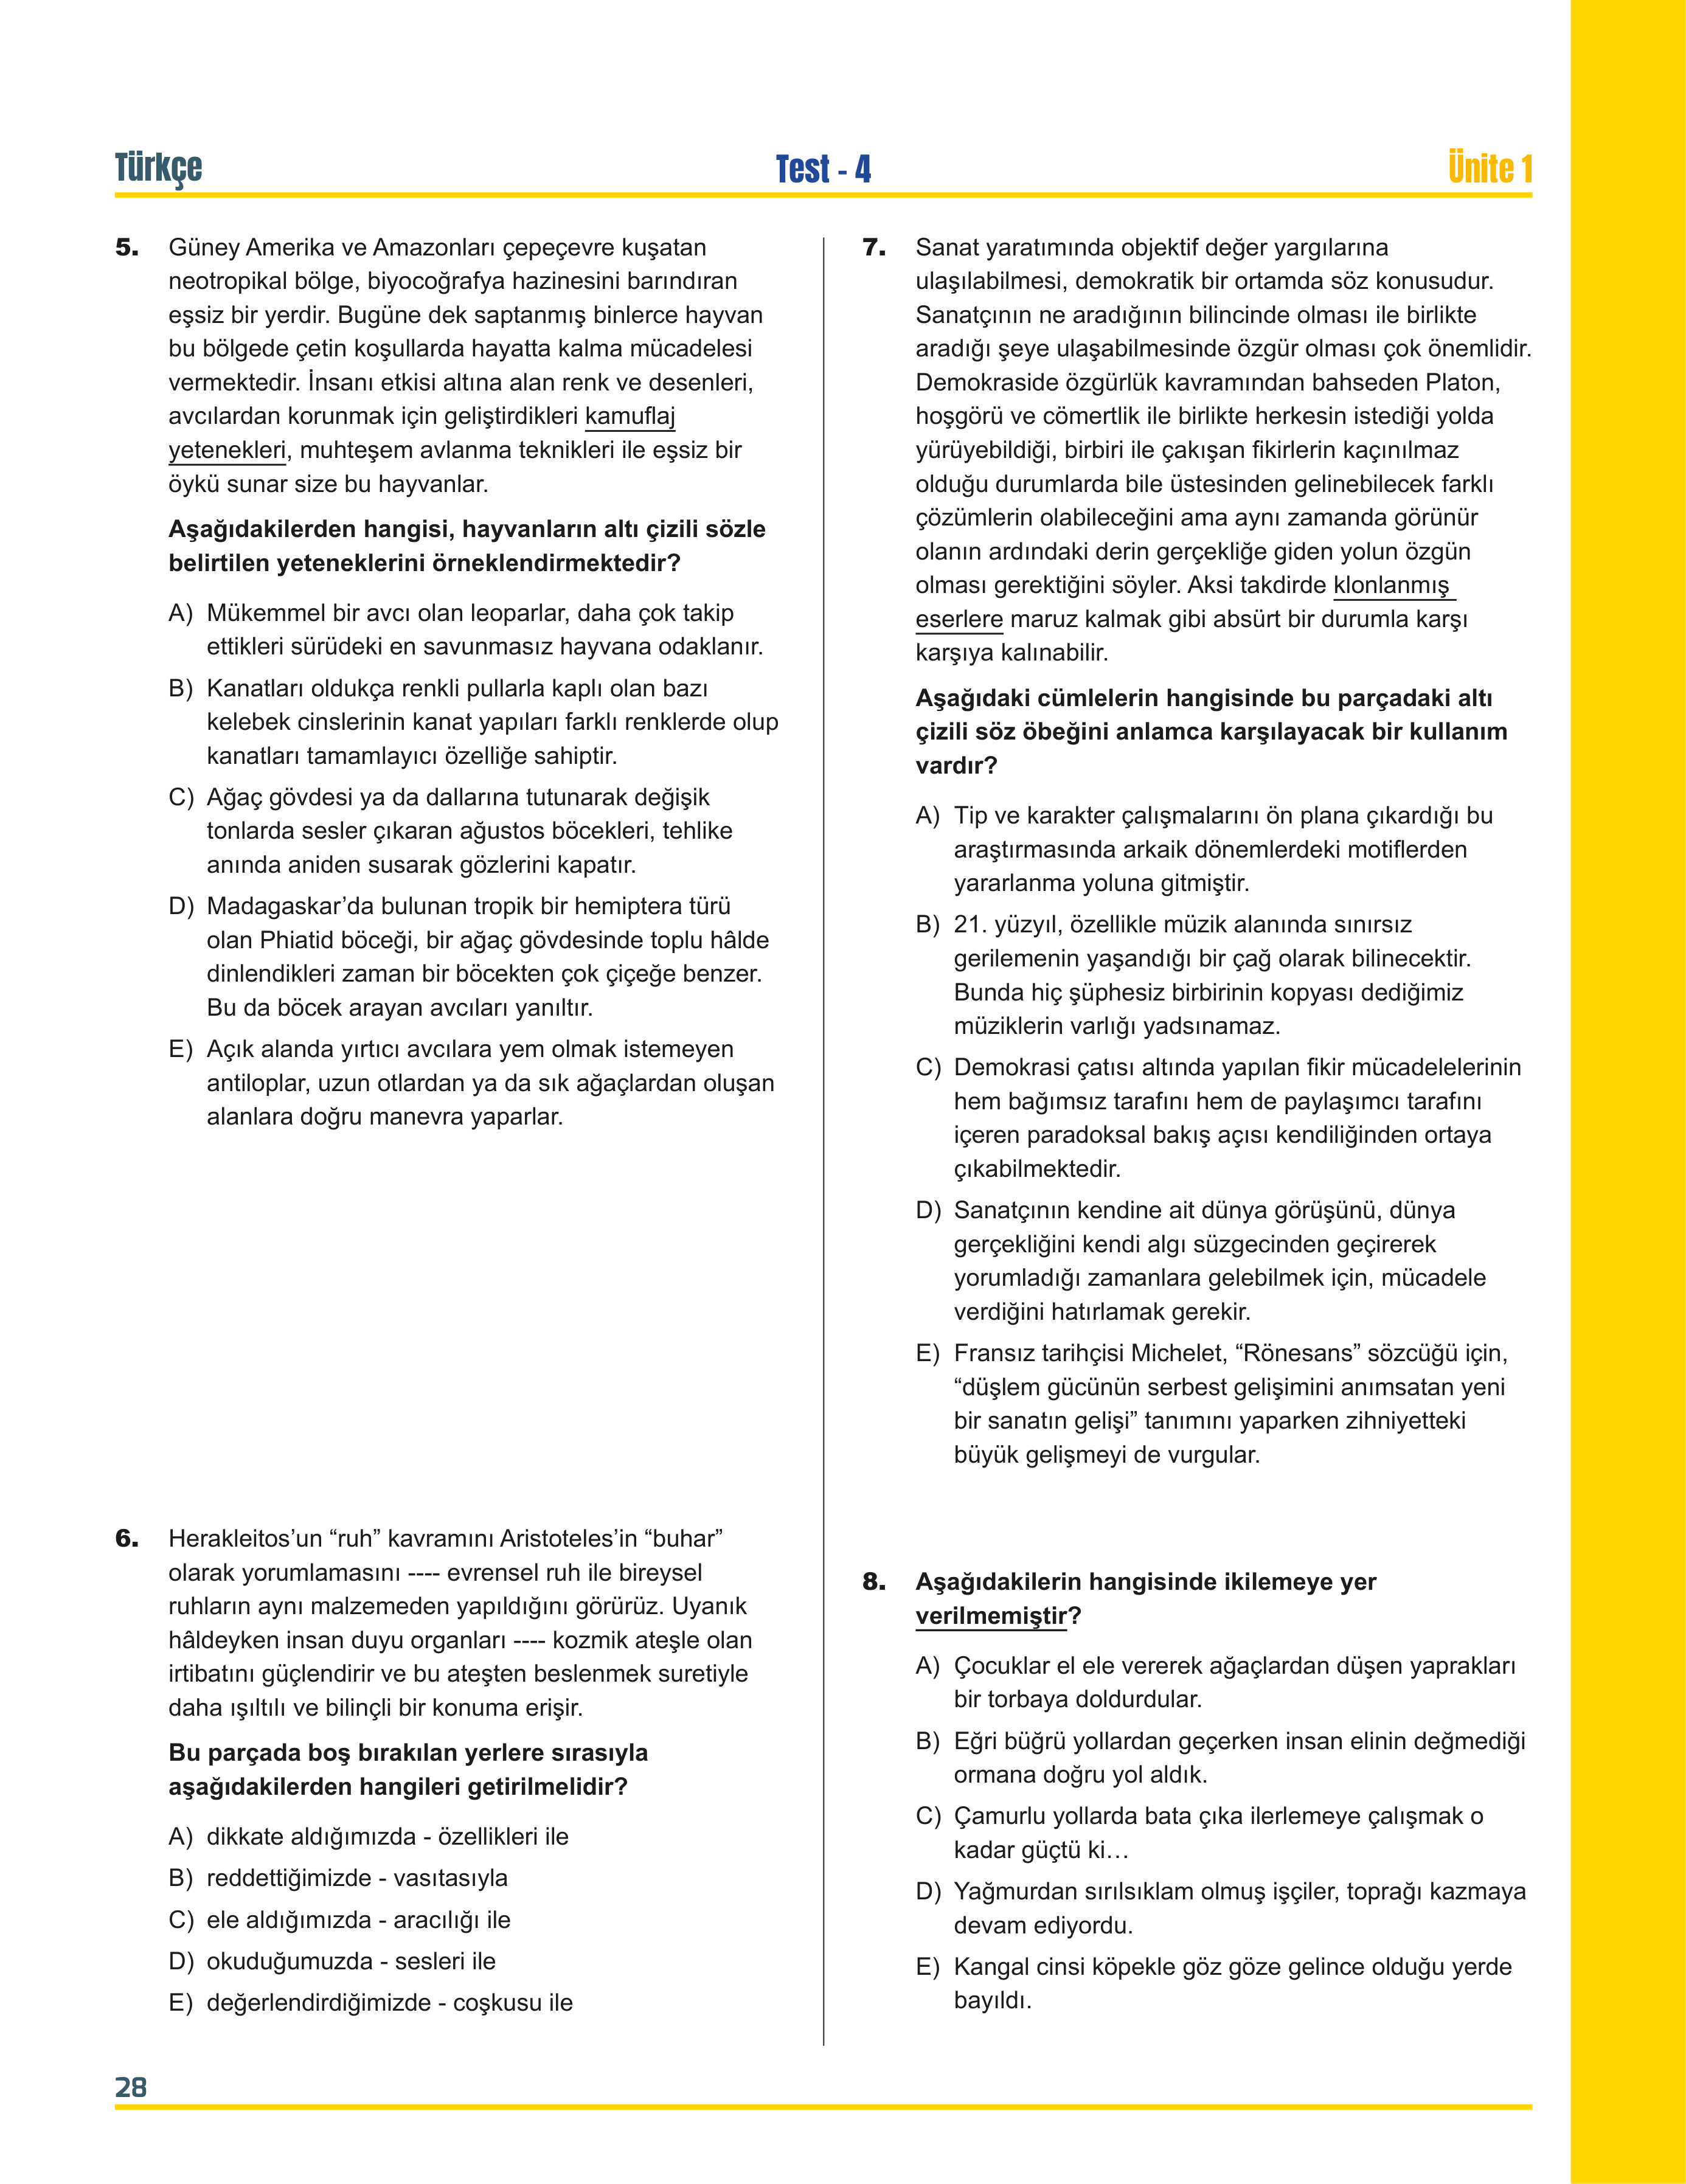 Türkçe
Test - 4
Ünite 1
5. Güney Amerika ve Amazonları çepeçevre kuşatan
neotropikal bölge, biyocoğrafya hazinesini barındıran
eşsiz bir yerdir. Bugüne dek saptanmış binlerce hayvan
bu bölgede çetin koşullarda hayatta kalma mücadelesi
vermektedir. İnsanı etkisi altına alan renk ve desenleri,
avcılardan korunmak için geliştirdikleri kamuflaj
yetenekleri, muhteşem avlanma teknikleri ile eşsiz bir
öykü sunar size bu hayvanlar.
Aşağıdakilerden hangisi, hayvanların altı çizili sözle
belirtilen yeteneklerini örneklendirmektedir?
A) Mükemmel bir avcı olan leoparlar, daha çok takip
ettikleri sürüdeki en savunmasız hayvana odaklanır.
B) Kanatları oldukça renkli pullarla kaplı olan bazı
kelebek cinslerinin kanat yapıları farklı renklerde olup
kanatları tamamlayıcı özelliğe sahiptir.
C) Ağaç gövdesi ya da dallarına tutunarak değişik
tonlarda sesler çıkaran ağustos böcekleri, tehlike
anında aniden susarak gözlerini kapatır.
D) Madagaskar’da bulunan tropik bir hemiptera türü
olan Phiatid böceği, bir ağaç gövdesinde toplu hâlde
dinlendikleri zaman bir böcekten çok çiçeğe benzer.
Bu da böcek arayan avcıları yanıltır.
E) Açık alanda yırtıcı avcılara yem olmak istemeyen
antiloplar, uzun otlardan ya da sık ağaçlardan oluşan
alanlara doğru manevra yaparlar.
6. Herakleitos’un “ruh” kavramını Aristoteles’in “buhar”
olarak yorumlamasını ---- evrensel ruh ile bireysel
ruhların aynı malzemeden yapıldığını görürüz. Uyanık
hâldeyken insan duyu organları ---- kozmik ateşle olan
irtibatını güçlendirir ve bu ateşten beslenmek suretiyle
daha ışıltılı ve bilinçli bir konuma erişir.
Bu parçada boş bırakılan yerlere sırasıyla
aşağıdakilerden hangileri getirilmelidir?
A) dikkate aldığımızda - özellikleri ile
B) reddettiğimizde - vasıtasıyla
C) ele aldığımızda - aracılığı ile
D) okuduğumuzda - sesleri ile
E) değerlendirdiğimizde - coşkusu ile
7. Sanat yaratımında objektif değer yargılarına
ulaşılabilmesi, demokratik bir ortamda söz konusudur.
Sanatçının ne aradığının bilincinde olması ile birlikte
aradığı şeye ulaşabilmesinde özgür olması çok önemlidir.
Demokraside özgürlük kavramından bahseden Platon,
hoşgörü ve cömertlik ile birlikte herkesin istediği yolda
yürüyebildiği, birbiri ile çakışan fikirlerin kaçınılmaz
olduğu durumlarda bile üstesinden gelinebilecek farklı
çözümlerin olabileceğini ama aynı zamanda görünür
olanın ardındaki derin gerçekliğe giden yolun özgün
olması gerektiğini söyler. Aksi takdirde klonlanmış
eserlere maruz kalmak gibi absürt bir durumla karşı
karşıya kalınabilir.
Aşağıdaki cümlelerin hangisinde bu parçadaki altı
çizili söz öbeğini anlamca karşılayacak bir kullanım
vardır?
A) Tip ve karakter çalışmalarını ön plana çıkardığı bu
araştırmasında arkaik dönemlerdeki motiflerden
yararlanma yoluna gitmiştir.
B) 21. yüzyıl, özellikle müzik alanında sınırsız
gerilemenin yaşandığı bir çağ olarak bilinecektir.
Bunda hiç şüphesiz birbirinin kopyası dediğimiz
müziklerin varlığı yadsınamaz.
C) Demokrasi çatısı altında yapılan fikir mücadelelerinin
hem bağımsız tarafını hem de paylaşımcı tarafını
içeren paradoksal bakış açısı kendiliğinden ortaya
çıkabilmektedir.
D) Sanatçının kendine ait dünya görüşünü, dünya
gerçekliğini kendi algı süzgecinden geçirerek
yorumladığı zamanlara gelebilmek için, mücadele
verdiğini hatırlamak gerekir.
E) Fransız tarihçisi Michelet, “Rönesans” sözcüğü için,
“düşlem gücünün serbest gelişimini anımsatan yeni
bir sanatın gelişi” tanımını yaparken zihniyetteki
büyük gelişmeyi de vurgular.
8. Aşağıdakilerin hangisinde ikilemeye yer
verilmemiştir?
A) Çocuklar el ele vererek ağaçlardan düşen yaprakları
bir torbaya doldurdular.
B) Eğri büğrü yollardan geçerken insan elinin değmediği
ormana doğru yol aldık.
C) Çamurlu yollarda bata çıka ilerlemeye çalışmak o
kadar güçtü ki…
D) Yağmurdan sırılsıklam olmuş işçiler, toprağı kazmaya
devam ediyordu.
E) Kangal cinsi köpekle göz göze gelince olduğu yerde
bayıldı.
28